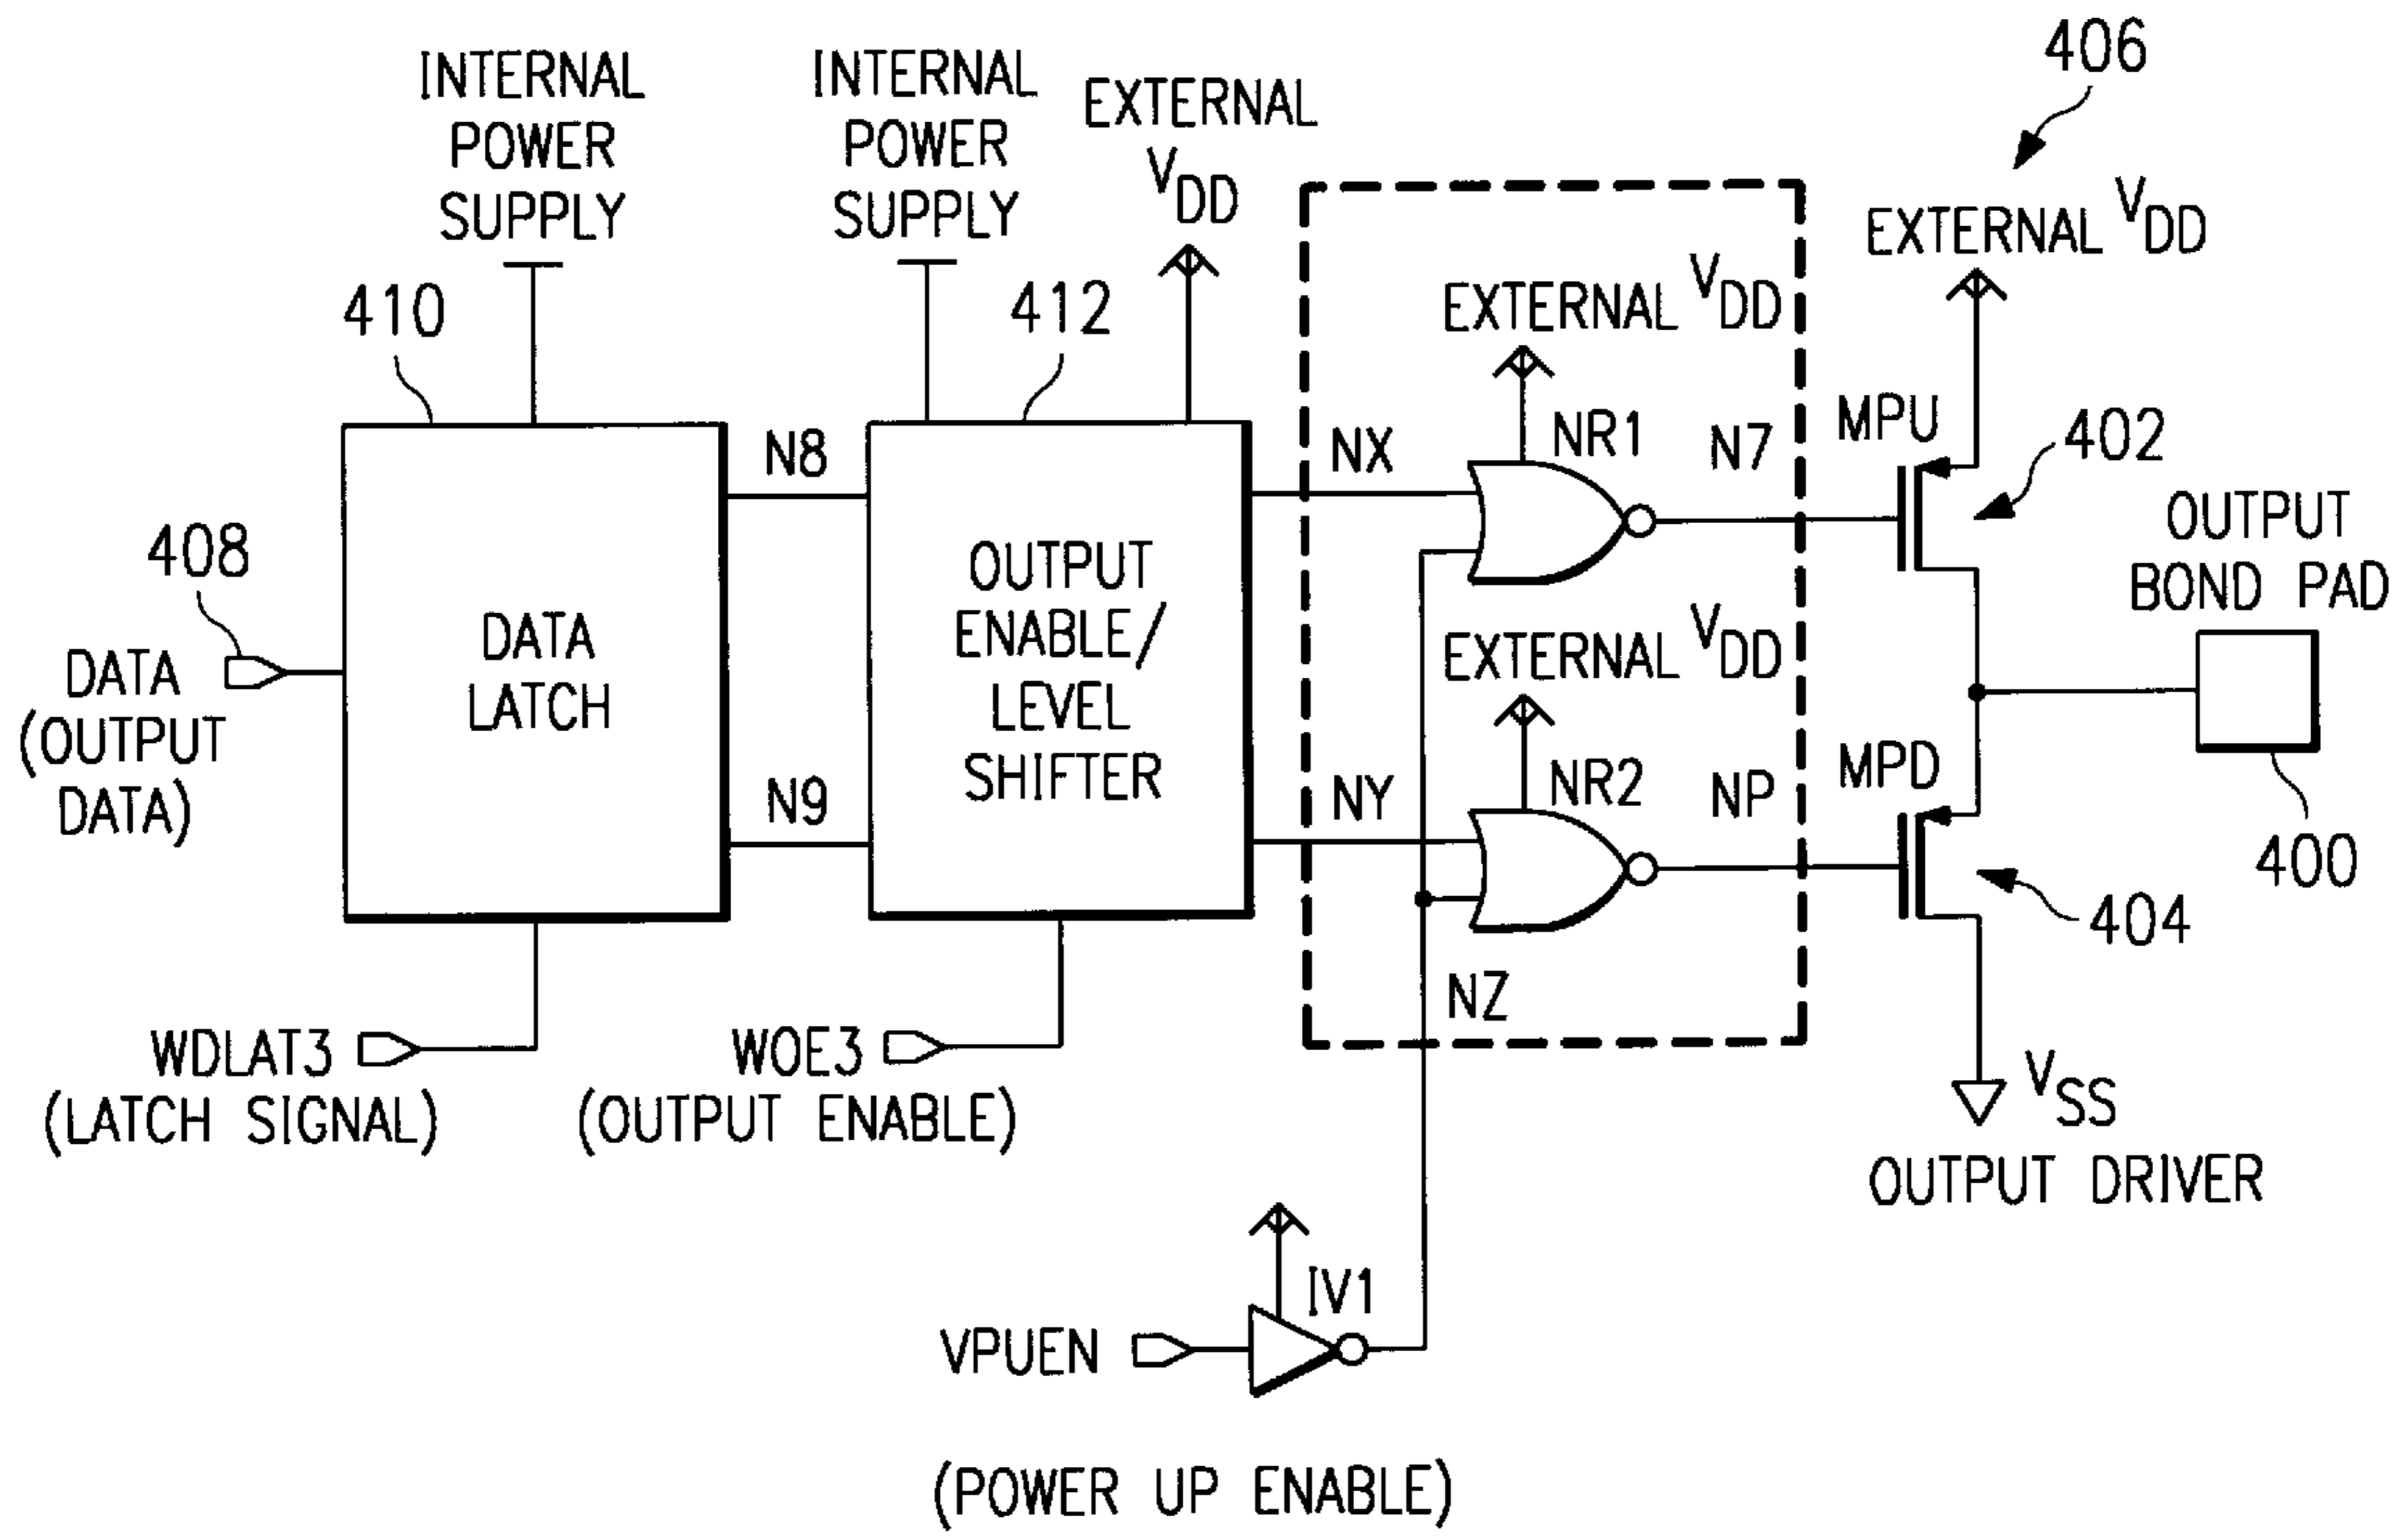 406
INTERNAL
POWER
SUPPLY
INTERNAL
POWER
SUPPLY
EXTERNAL
VDD
EXTERNAL VDD
410
412
EXTERNAL VDD
NR1
N7
MPU
402
N8
NX
OUTPUT
BOND PAD
408
DATA
(OUTPUT
DATA)
DATA
LATCH
OUTPUT
ENABLE/
LEVEL
SHIFTER
EXTERNAL VDD
NR2
NP
MPD
N9
NY
400
404
NZ
WDLAT3
(LATCH SIGNAL)
WOE3
(OUTPUT ENABLE)
VSS
OUTPUT DRIVER
IV1
VPUEN
(POWER UP ENABLE)